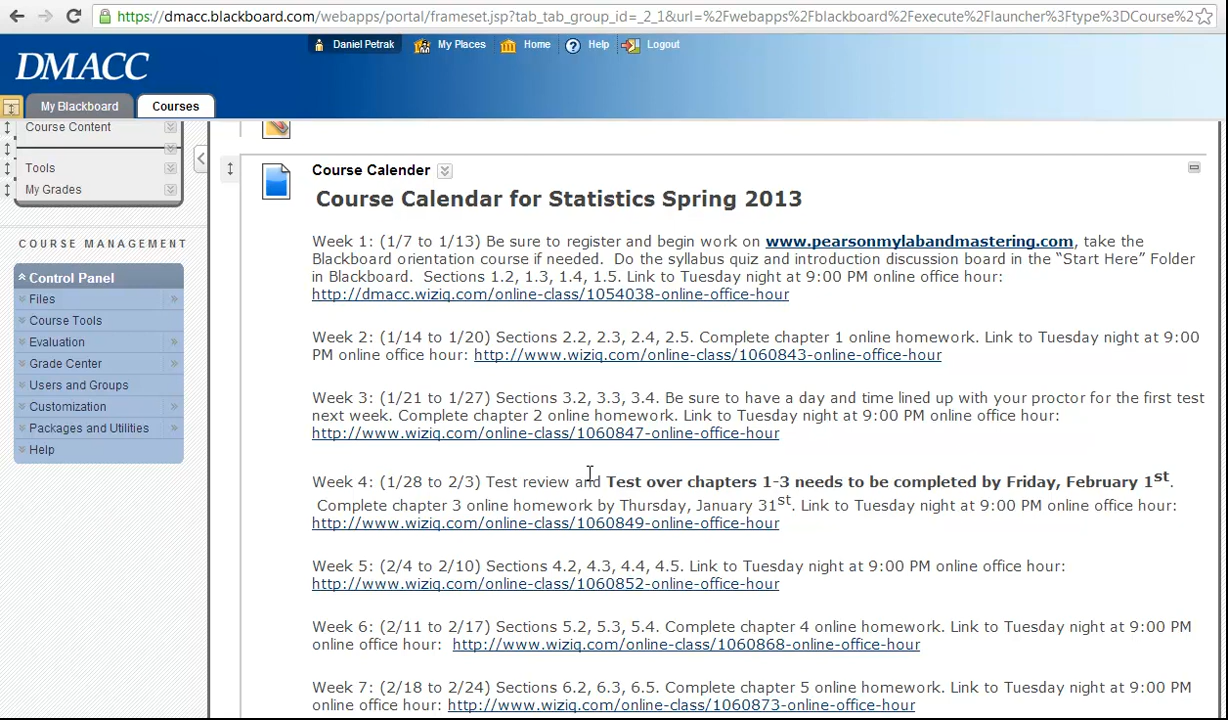 https://dmacc.blackboard.com/webapps/portal/frameset.jsp?tab_tab_group_id=_2_1&url=%2Fwebapps%2Fblackboard%2Fexecute%2Flauncher%3Ftype%3DCourse%2
Daniel Petrak My Places Home ? Help Logout
DMACC
My Blackboard Courses
Course Content
Tools
My Grades
COURSE MANAGEMENT
Control Panel
Files
Course Tools
Evaluation
Grade Center
Users and Groups
Customization
Packages and Utilities
Help
Course Calender
Course Calendar for Statistics Spring 2013
Week 1: (1/7 to 1/13) Be sure to register and begin work on www.pearsonmylabandmastering.com, take the
Blackboard orientation course if needed.  Do the syllabus quiz and introduction discussion board in the “Start Here” Folder
in Blackboard.  Sections 1.2, 1.3, 1.4, 1.5. Link to Tuesday night at 9:00 PM online office hour:
http://dmacc.wiziq.com/online-class/1054038-online-office-hour
Week 2: (1/14 to 1/20) Sections 2.2, 2.3, 2.4, 2.5. Complete chapter 1 online homework. Link to Tuesday night at 9:00
PM online office hour: http://www.wiziq.com/online-class/1060843-online-office-hour
Week 3: (1/21 to 1/27) Sections 3.2, 3.3, 3.4. Be sure to have a day and time lined up with your proctor for the first test
next week. Complete chapter 2 online homework. Link to Tuesday night at 9:00 PM online office hour:
http://www.wiziq.com/online-class/1060847-online-office-hour
Week 4: (1/28 to 2/3) Test review and Test over chapters 1-3 needs to be completed by Friday, February 1st.
Complete chapter 3 online homework by Thursday, January 31st. Link to Tuesday night at 9:00 PM online office hour:
http://www.wiziq.com/online-class/1060849-online-office-hour
Week 5: (2/4 to 2/10) Sections 4.2, 4.3, 4.4, 4.5. Link to Tuesday night at 9:00 PM online office hour:
http://www.wiziq.com/online-class/1060852-online-office-hour
Week 6: (2/11 to 2/17) Sections 5.2, 5.3, 5.4. Complete chapter 4 online homework. Link to Tuesday night at 9:00 PM
online office hour:  http://www.wiziq.com/online-class/1060868-online-office-hour
Week 7: (2/18 to 2/24) Sections 6.2, 6.3, 6.5. Complete chapter 5 online homework. Link to Tuesday night at 9:00 PM
online office hour: http://www.wiziq.com/online-class/1060873-online-office-hour